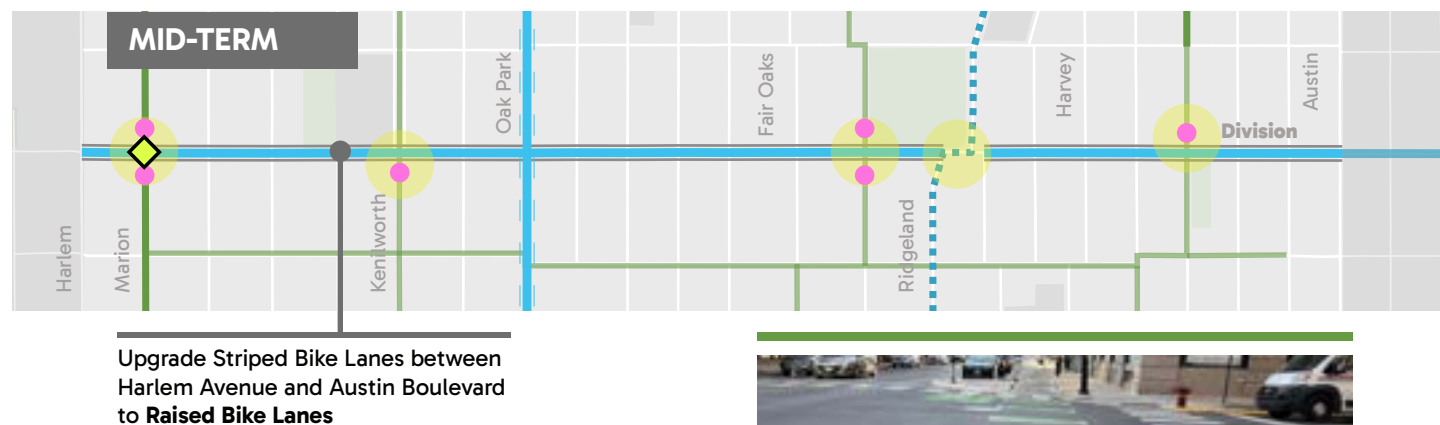 MID-TERM
Harlem
Marion
Kenilworth
Oak Park
Fair Oaks
Ridgeland
Harvey
Austin
Division
Upgrade Striped Bike Lanes between
Harlem Avenue and Austin Boulevard
to Raised Bike Lanes